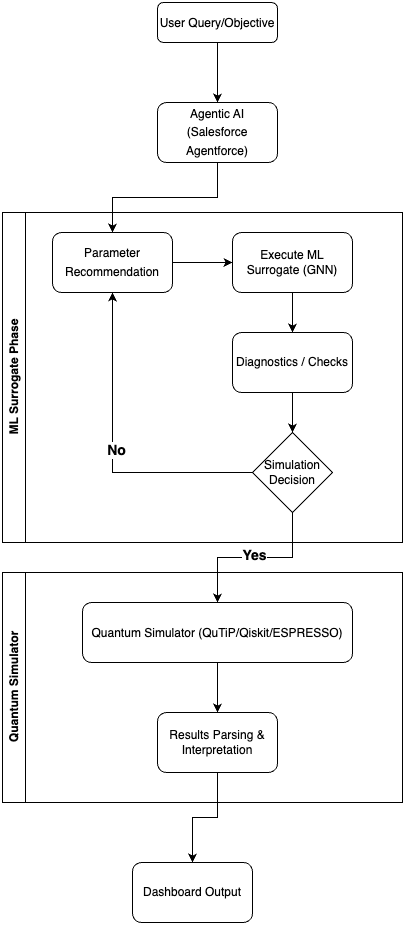 User Query/Objective
Agentic AI
(Salesforce
Agentforce)
ML Surrogate Phase
Parameter
Recommendation
Execute ML
Surrogate (GNN)
Diagnostics / Checks
Simulation
Decision
No
Yes
Quantum Simulator
Quantum Simulator (QuTiP/Qiskit/ESPRESSO)
Results Parsing &
Interpretation
Dashboard Output